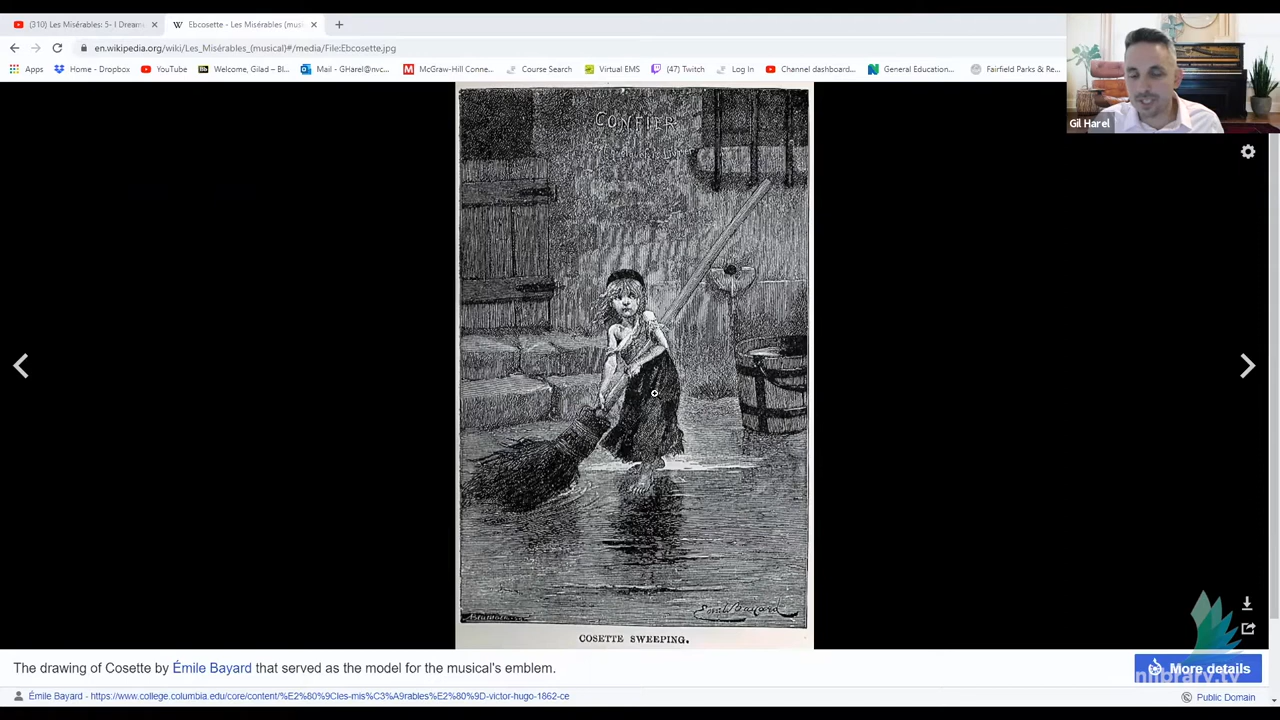 (310) Les Misérables: 5- I Dream
Ebcosette - Les Misérables (mus
en.wikipedia.org/wiki/Les_Misérables_(musical)#/media/File:Ebcosette.jpg
Apps
Home - Dropbox
YouTube
Welcome, Gilad – Bl...
Mail - GHarel@nvc...
McGraw-Hill Conne...
Course Search
Virtual EMS
(47) Twitch
Log In
Channel dashboard...
General Education...
Fairfield Parks & Re...
Gil Harel
CONFIER
Emile Bayard
COSETTE SWEEPING.
The drawing of Cosette by Émile Bayard that served as the model for the musical's emblem.
More details
library.tv
Émile Bayard - https://www.college.columbia.edu/core/content/%E2%80%9Cles-mis%C3%A9rables%E2%80%9D-victor-hugo-1862-ce
Public Domain